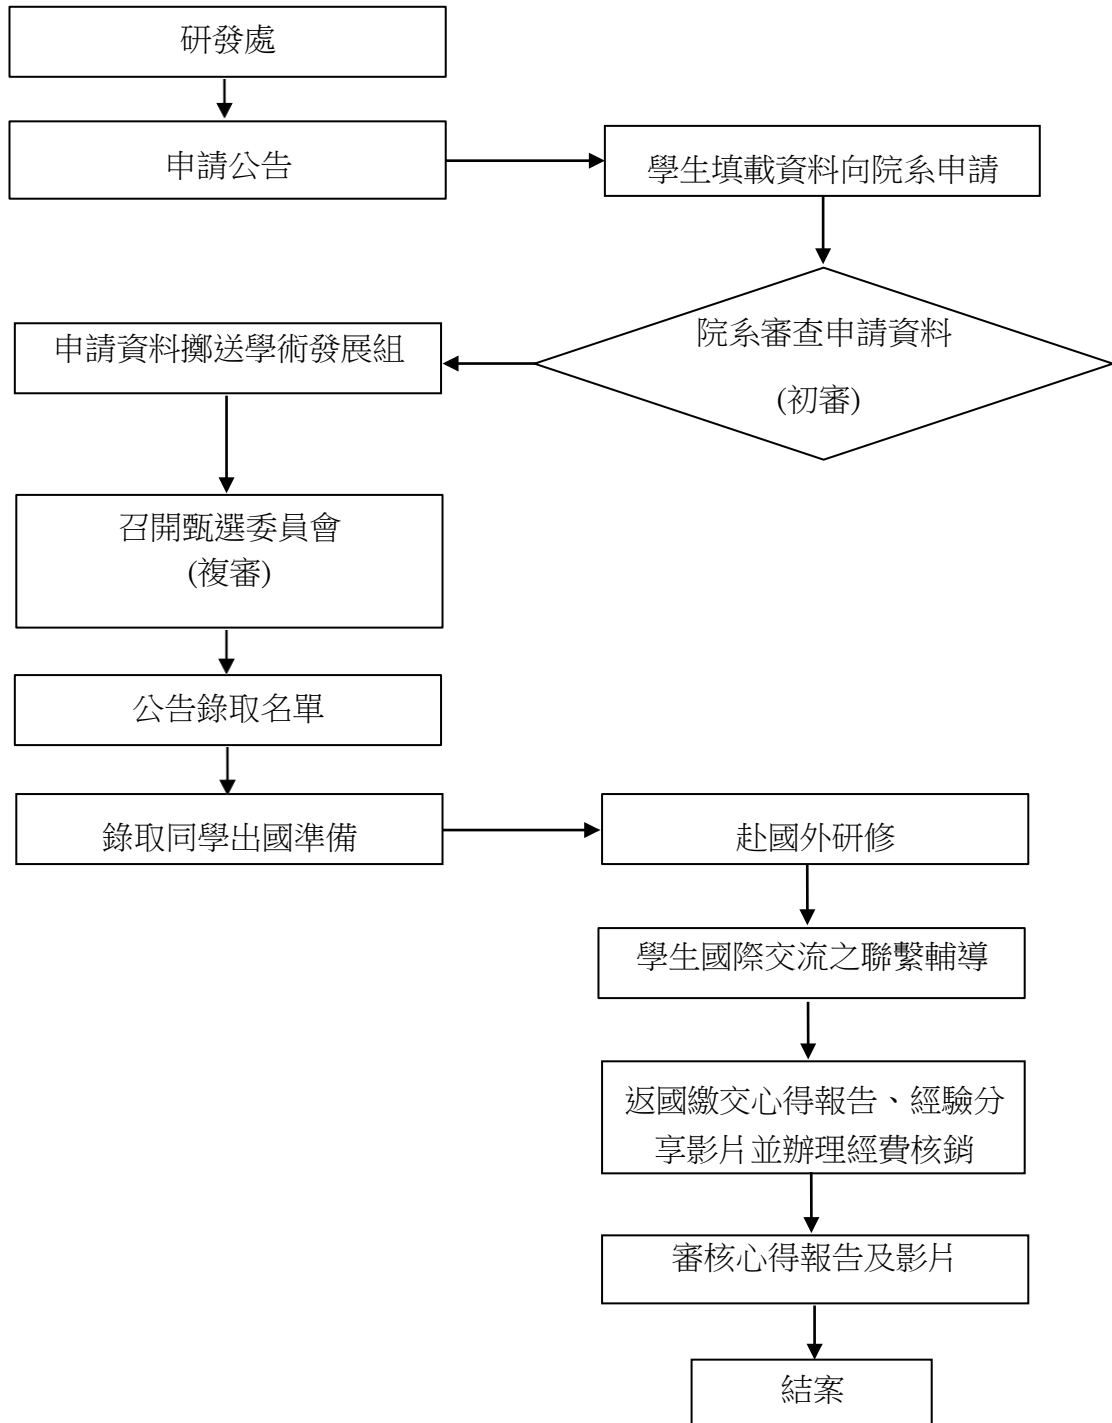 研發處
申請公告
學生填載資料向院系申請
院系審查申請資料
(初審)
申請資料擲送學術發展組
召開甄選委員會
(複審)
公告錄取名單
錄取同學出國準備
赴國外研修
學生國際交流之聯繫輔導
返國繳交心得報告、經驗分
享影片並辦理經費核銷
審核心得報告及影片
結案